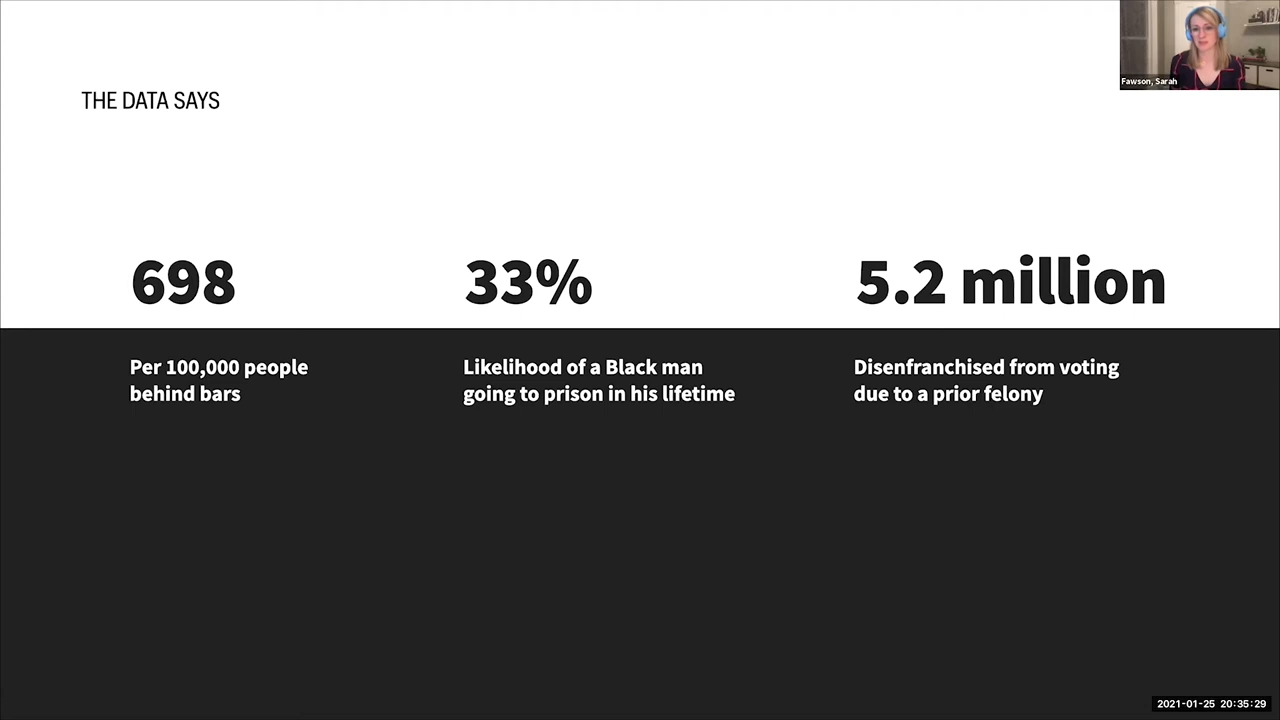 Fawson, Sarah
THE DATA SAYS
698
33%
5.2 million
Per 100,000 people
behind bars
Likelihood of a Black man
going to prison in his lifetime
Disenfranchised from voting
due to a prior felony
2021-01-25 20:35:29